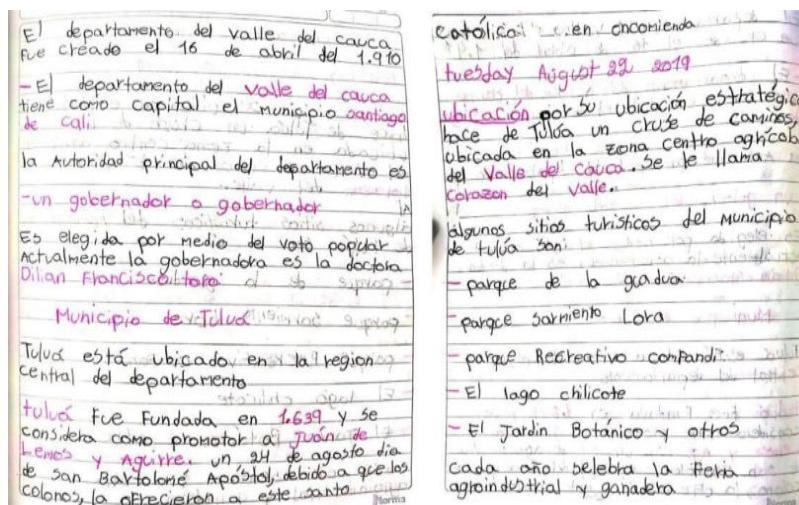 El departamento del valle del cauca
Fue creado el 16 de abril del 1.910
- El departamento del valle del cauca
tiene como capital el municipio santiago
de cali
la Autoridad principal del departamento es
- un gobernador o gobernador
Es elegida por medio del voto popular
Actualmente la gobernadora es la doctora
Dilian Francisca toro
Municipio de Tuluá
Tuluá está ubicado en la region
central del departamento
tuluá Fue Fundada en 1.639 y se
considera como promotor a Juan de
Lemos y Aguirre. un 24 de agosto dia
de san Bartolomé Apóstol, debido a que los
colonos, la ofrecieron a este santo
Norma
católica en encomienda
tuesday August 22 2019
ubicación por su ubicación estratégica
hace de Tulúa un cruse de caminos,
ubicada en la zona centro agrícola
del Valle del Cauca. Se le llama
corazon del valle.
algunos sitios turisticos del municipio
de tulúa son:
- parque de la guadua
- parque sarmiento Lora
- parque Recreativo comfandi
- El lago chilicote
- El Jardin Botánico y otros
cada año selebra la feria
agroindustrial y ganadera
Norma